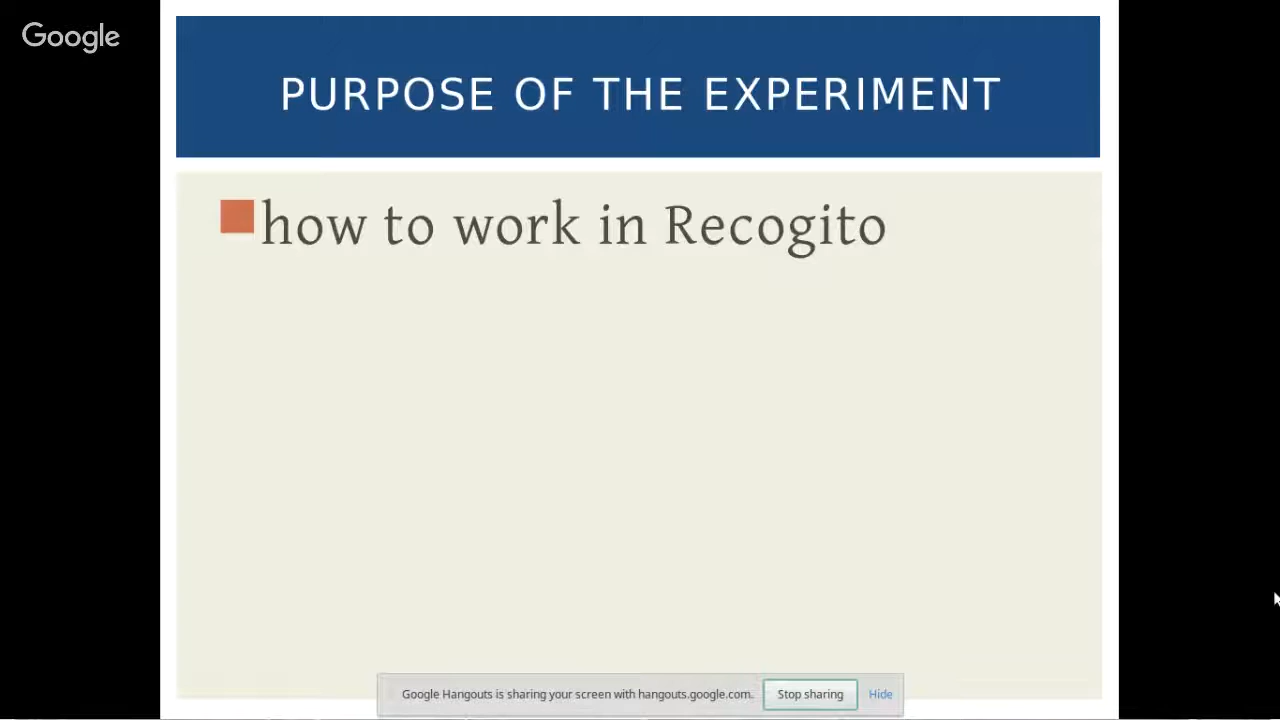 Google
PURPOSE OF THE EXPERIMENT
how to work in Recogito
Google Hangouts is sharing your screen with hangouts.google.com. Stop sharing Hide